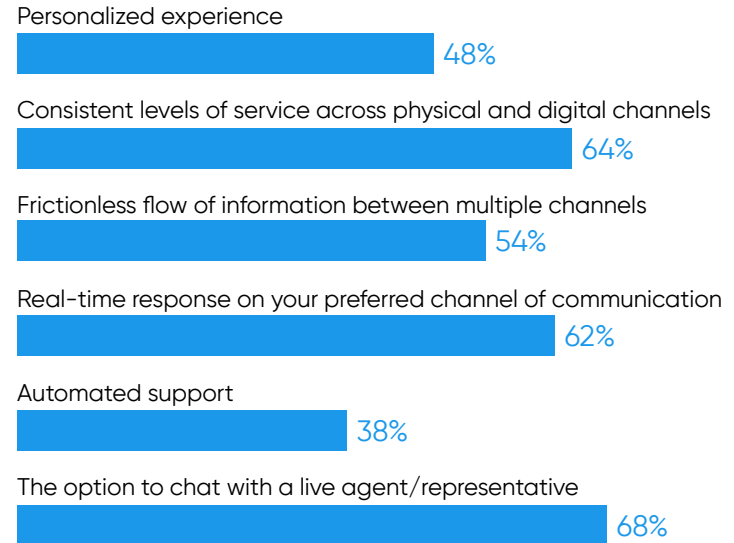 Personalized experience
48%
Consistent levels of service across physical and digital channels
64%
Frictionless flow of information between multiple channels
54%
Real-time response on your preferred channel of communication
62%
Automated support
38%
The option to chat with a live agent/representative
68%